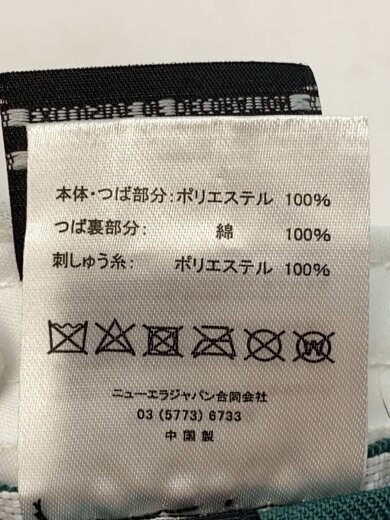 本体・つば部分：ポリエステル 100%
つば裏部分： 綿 100%
刺しゅう糸： ポリエステル 100%
ニューエラジャパン合同会社
03 (5773) 6733
中国製